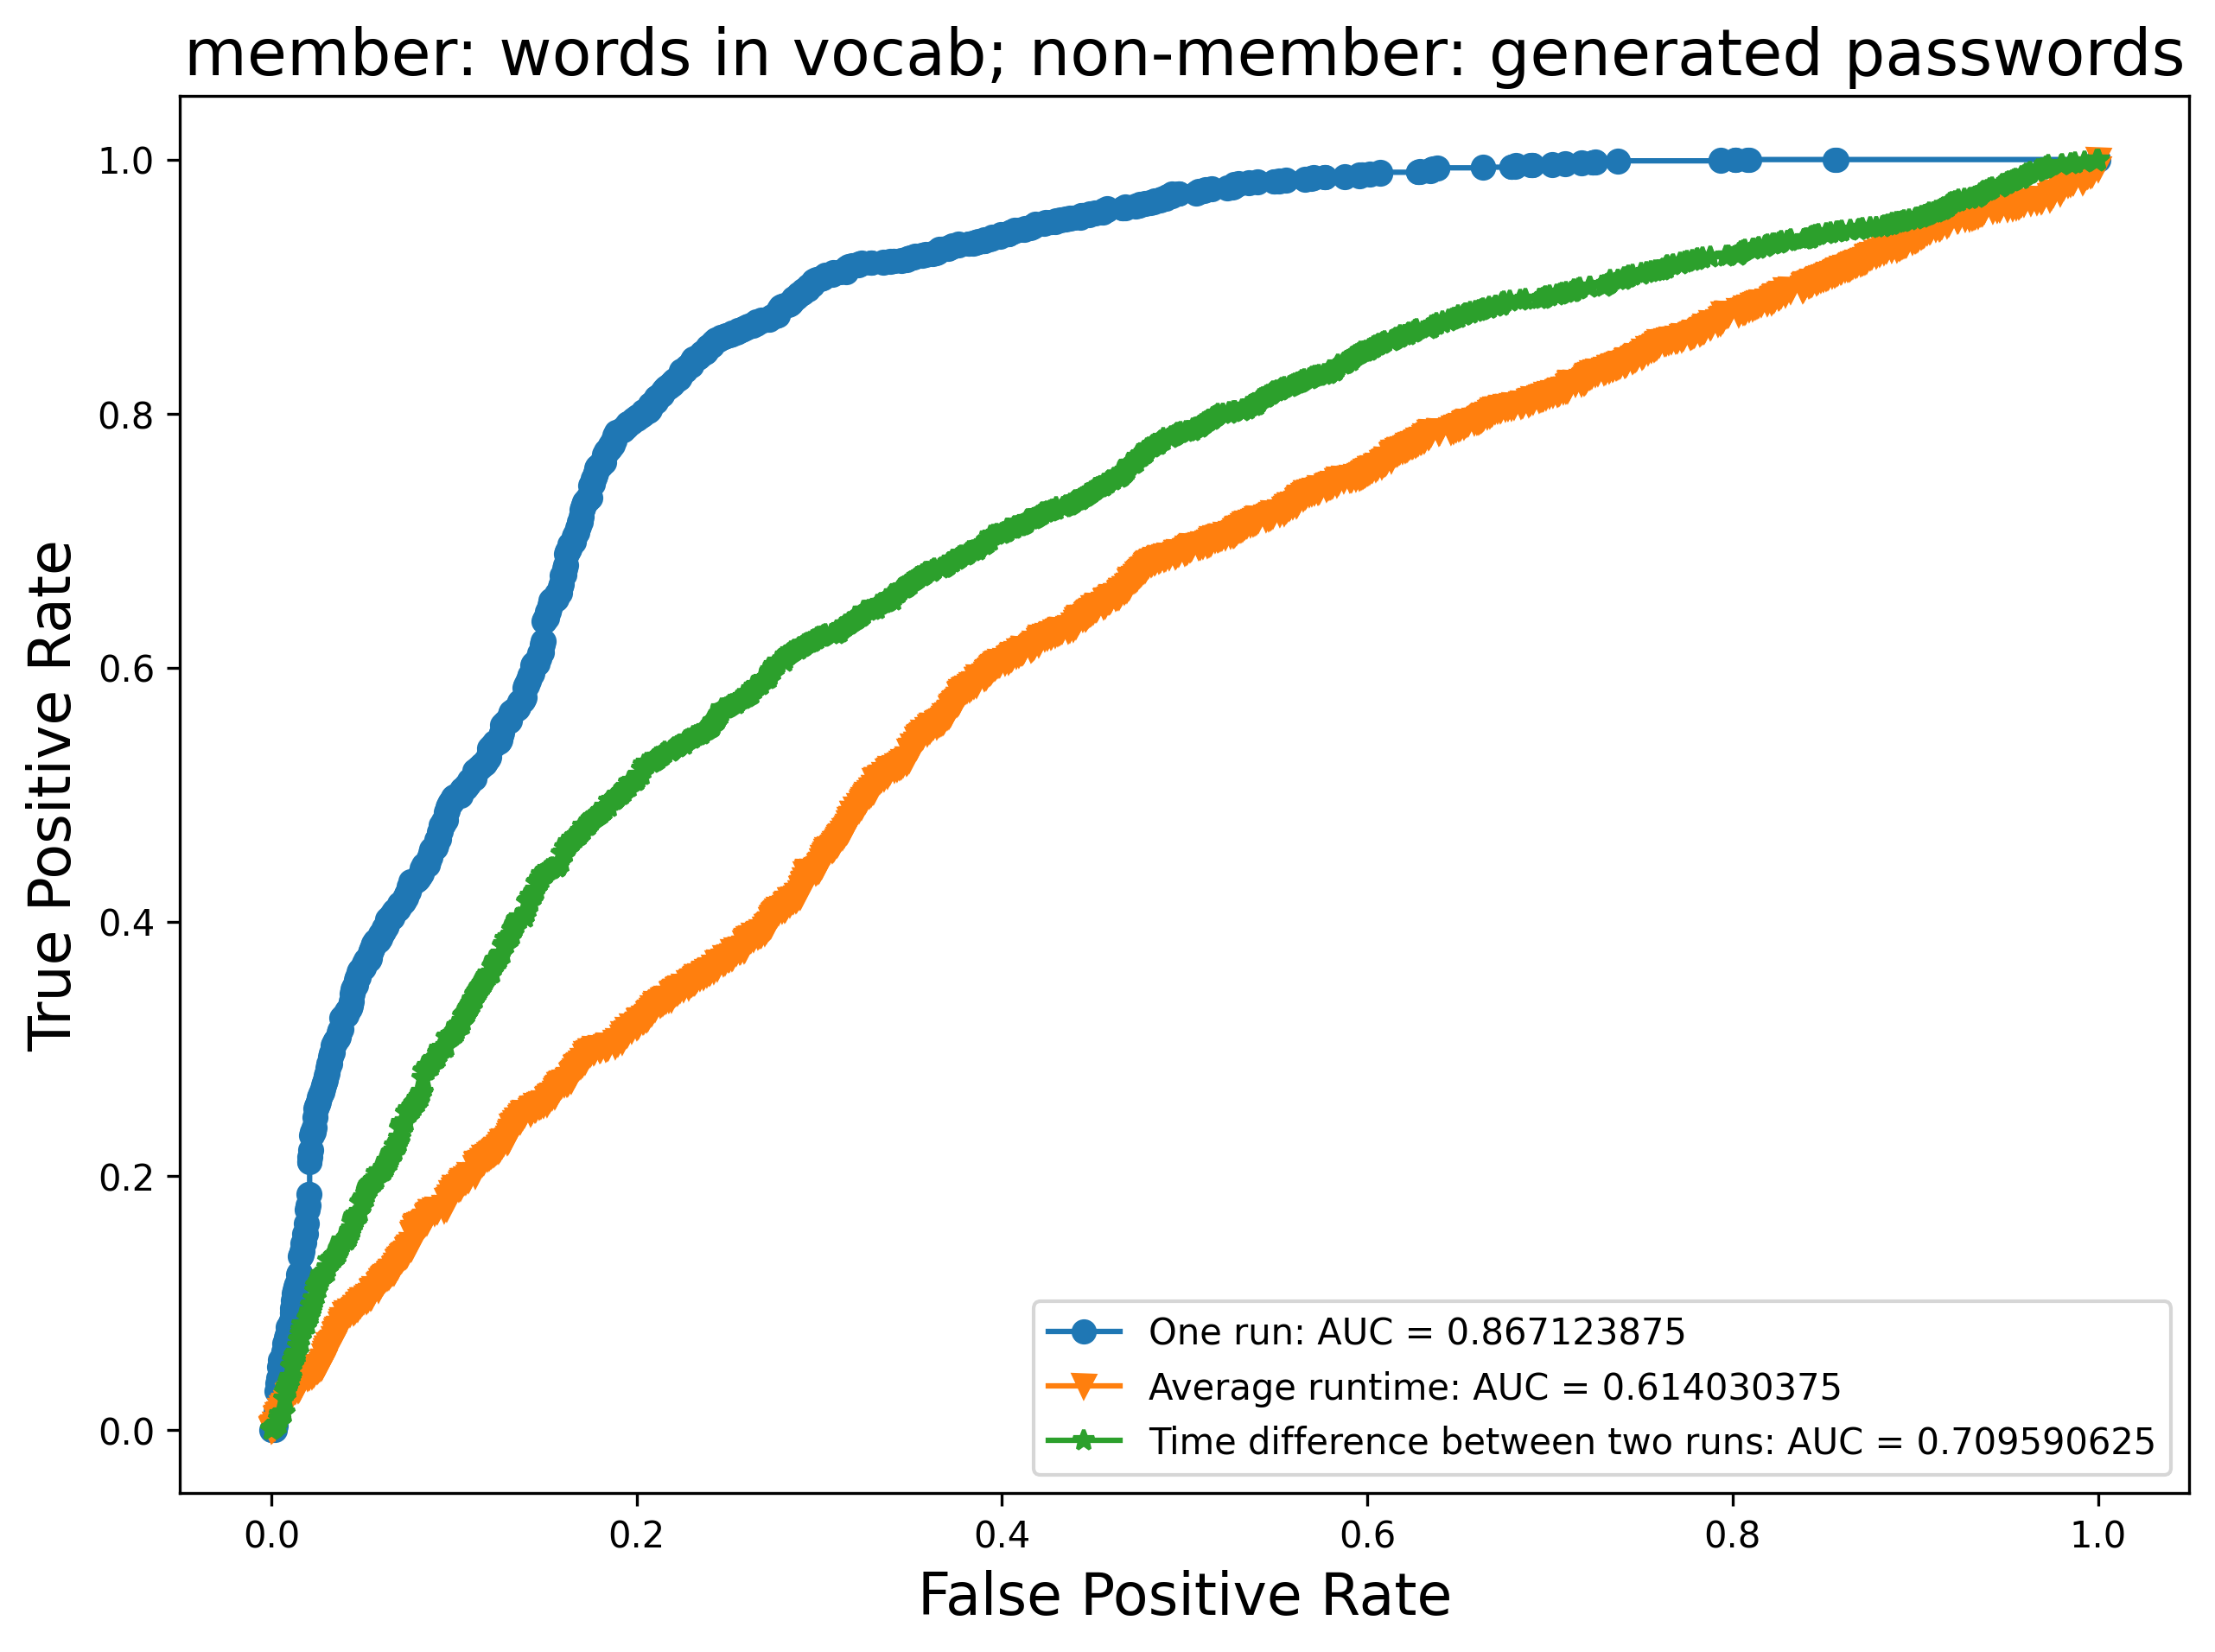 member: words in vocab; non-member: generated passwords
1.0
0.8
0.6
0.4
0.2
0.0
True Positive Rate
One run: AUC = 0.867123875
Average runtime: AUC = 0.614030375
Time difference between two runs: AUC = 0.709590625
0.0 0.2 0.4 0.6 0.8 1.0
False Positive Rate